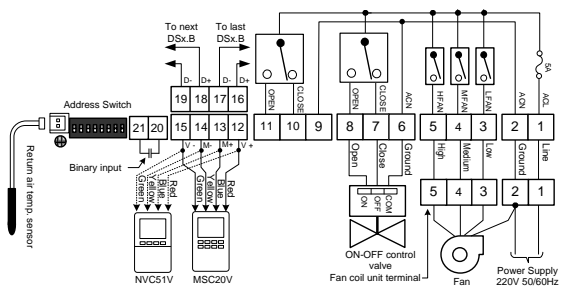 To next
DSx.B
To last
DSx.B
D-
D+
D-
D+
5A
OPEN
CLOSE
OPEN
CLOSE
ACN
HFAN
MFAN
LFAN
ACN
ACL
Address Switch
19 18 17 16
21 20
15 14 13 12
11 10 9
8 7 6
5 4 3
2 1
V - M- M+ V +
Binary input
Green
Yellow
Blue
Red
Green
Yellow
Blue
Red
Open
Close
Ground
High
Medium
Low
Ground
Line
Return air temp. sensor
ON
OFF
COM
5 4 3
2 1
NVC51V
MSC20V
ON-OFF control
valve
Fan coil unit terminal
Fan
Power Supply
220V 50/60Hz